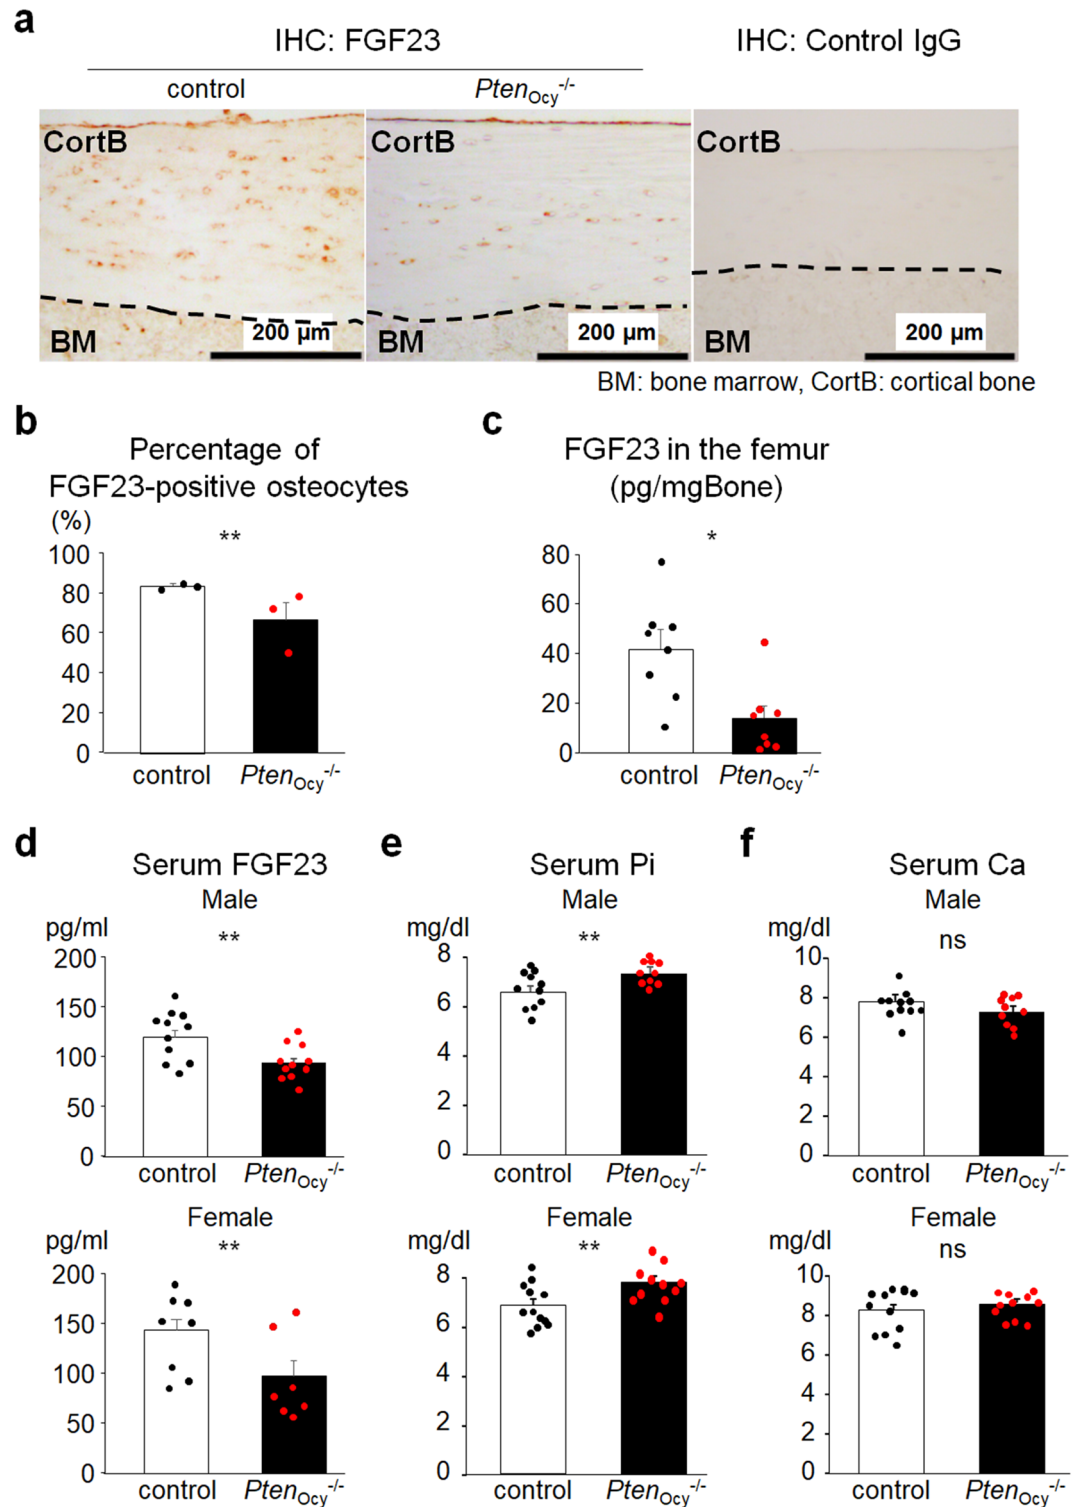 a
IHC: FGF23
IHC: Control IgG
control
PtenOcy-/-
CortB
CortB
CortB
BM
200 µm
BM
200 µm
BM
200 µm
BM: bone marrow, CortB: cortical bone
b
Percentage of
FGF23-positive osteocytes
(%)
**
100
80
60
40
20
0
control
PtenOcy-/-
c
FGF23 in the femur
(pg/mgBone)
*
80
60
40
20
0
control
PtenOcy-/-
d
Serum FGF23
Male
pg/ml
**
200
150
100
50
0
control
PtenOcy-/-
Female
pg/ml
**
200
150
100
50
0
control
PtenOcy-/-
e
Serum Pi
Male
mg/dl
**
8
6
4
2
0
control
PtenOcy-/-
Female
mg/dl
**
8
6
4
2
0
control
PtenOcy-/-
f
Serum Ca
Male
mg/dl
ns
10
8
6
4
2
0
control
PtenOcy-/-
Female
mg/dl
ns
10
8
6
4
2
0
control
PtenOcy-/-